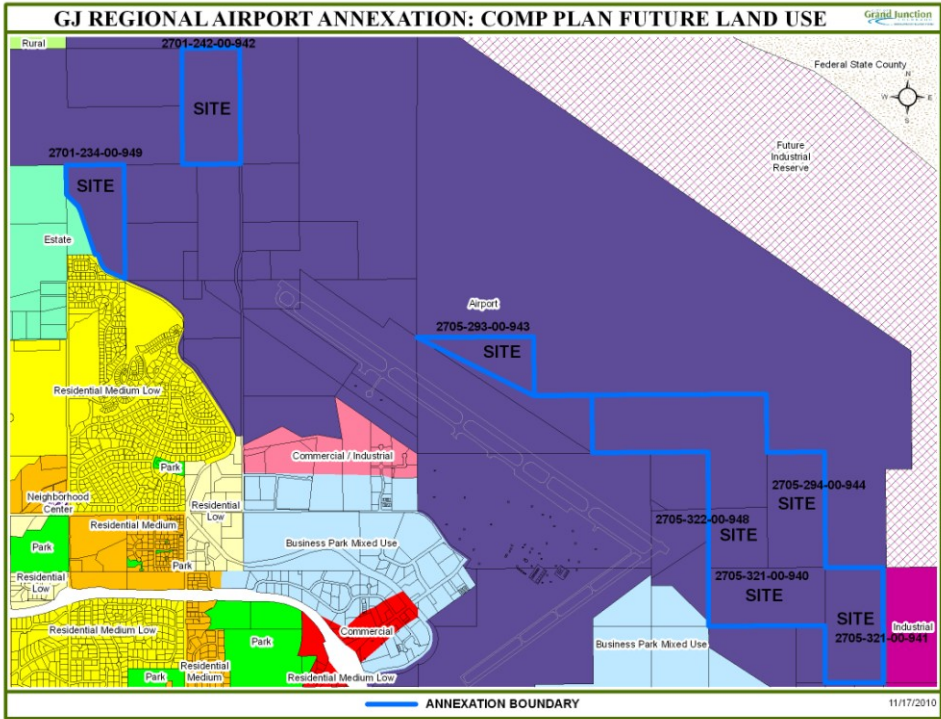 GJ REGIONAL AIRPORT ANNEXATION: COMP PLAN FUTURE LAND USE
Grand Junction
Rural
2701-242-00-942
Federal State County
N
W
E
S
SITE
Future
Industrial
Reserve
2701-234-00-949
SITE
Estate
Airport
2705-293-00-943
SITE
Residential Medium Low
Commercial / Industrial
Park
2705-294-00-944
SITE
Neighborhood
Center
Residential
Low
2705-322-00-948
SITE
Residential Medium
Park
Business Park Mixed Use
Park
Residential
Low
2705-321-00-940
SITE
SITE
Residential Medium Low
Commercial
Park
Industrial
2705-321-00-941
Business Park Mixed Use
Residential
Medium
Park
Residential Medium Low
ANNEXATION BOUNDARY
11/17/2010